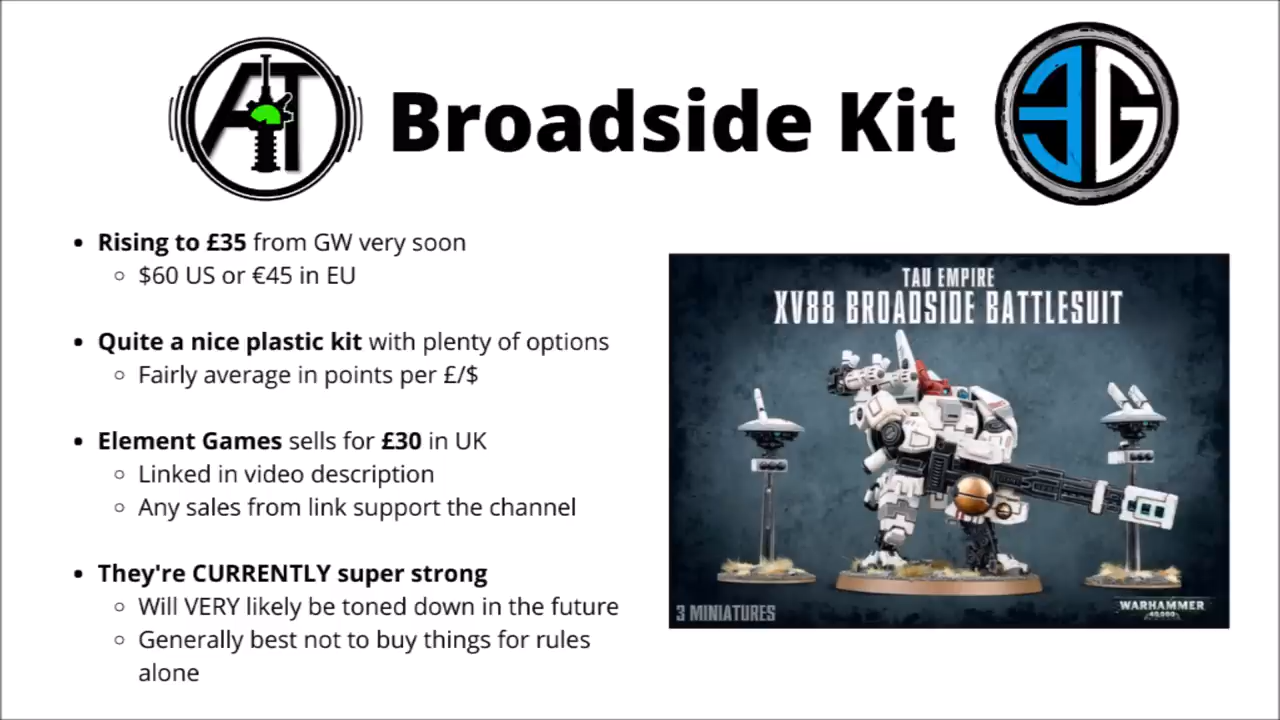 AT
Broadside Kit
3G
• Rising to £35 from GW very soon
◦ $60 US or €45 in EU
• Quite a nice plastic kit with plenty of options
◦ Fairly average in points per £/$
• Element Games sells for £30 in UK
◦ Linked in video description
◦ Any sales from link support the channel
• They're CURRENTLY super strong
◦ Will VERY likely be toned down in the future
◦ Generally best not to buy things for rules
alone
TAU EMPIRE
XV88 BROADSIDE BATTLESUIT
3 MINIATURES
WARHAMMER
40,000